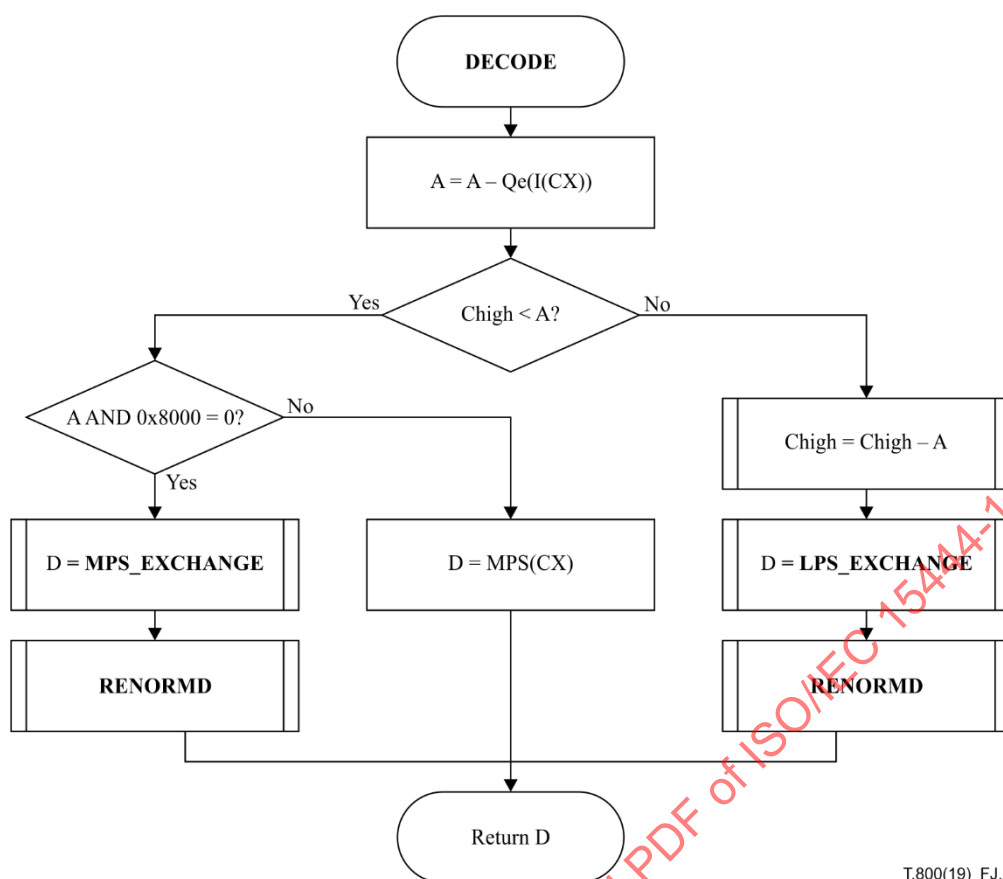 DECODE
A = A – Qe(I(CX))
Chigh < A?
Yes
No
A AND 0x8000 = 0?
No
Yes
Chigh = Chigh – A
D = MPS_EXCHANGE
D = MPS(CX)
D = LPS_EXCHANGE
RENORMD
RENORMD
Return D
PDF of ISO/IEC 15444-1
T.800(19)_FJ.